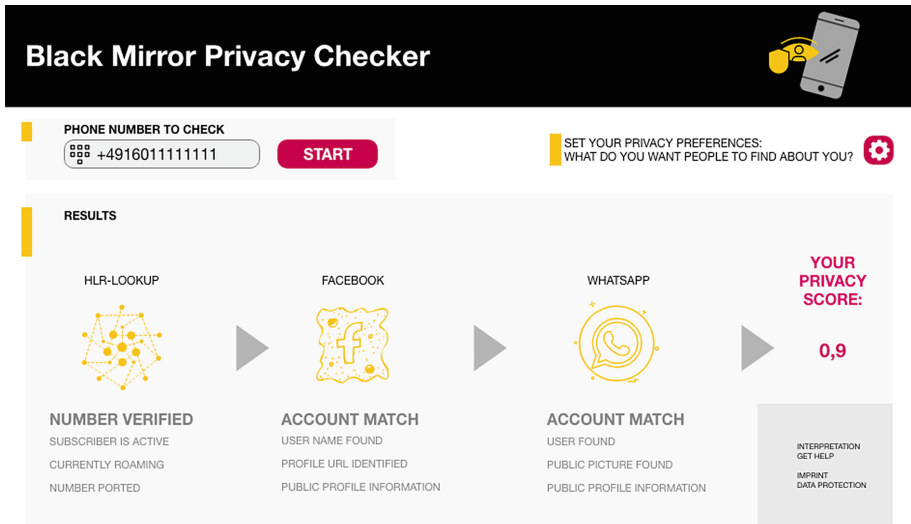 Black Mirror Privacy Checker
PHONE NUMBER TO CHECK
+4916011111111
START
SET YOUR PRIVACY PREFERENCES:
WHAT DO YOU WANT PEOPLE TO FIND ABOUT YOU?
RESULTS
HLR-LOOKUP
NUMBER VERIFIED
SUBSCRIBER IS ACTIVE
CURRENTLY ROAMING
NUMBER PORTED
FACEBOOK
f
ACCOUNT MATCH
USER NAME FOUND
PROFILE URL IDENTIFIED
PUBLIC PROFILE INFORMATION
WHATSAPP
ACCOUNT MATCH
USER FOUND
PUBLIC PICTURE FOUND
PUBLIC PROFILE INFORMATION
YOUR
PRIVACY
SCORE:
0,9
INTERPRETATION
GET HELP
IMPRINT
DATA PROTECTION